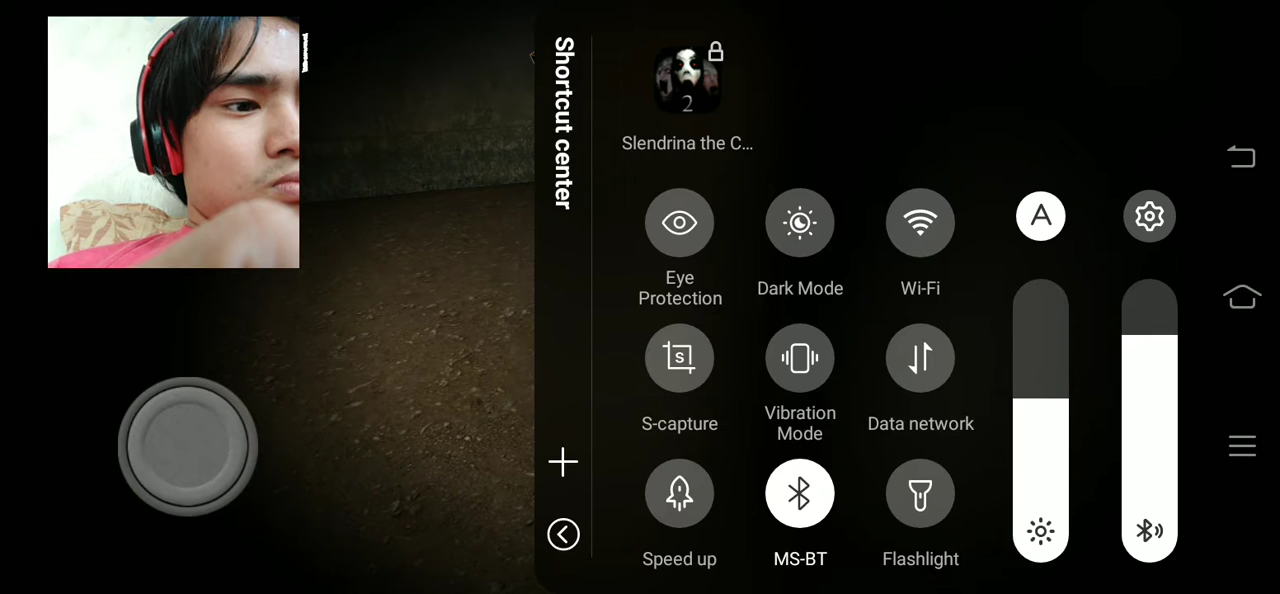 Shortcut center
2
Slendrina the C...
A
Eye
Protection
Dark Mode
Wi-Fi
S
S-capture
Vibration
Mode
Data network
Speed up
MS-BT
Flashlight